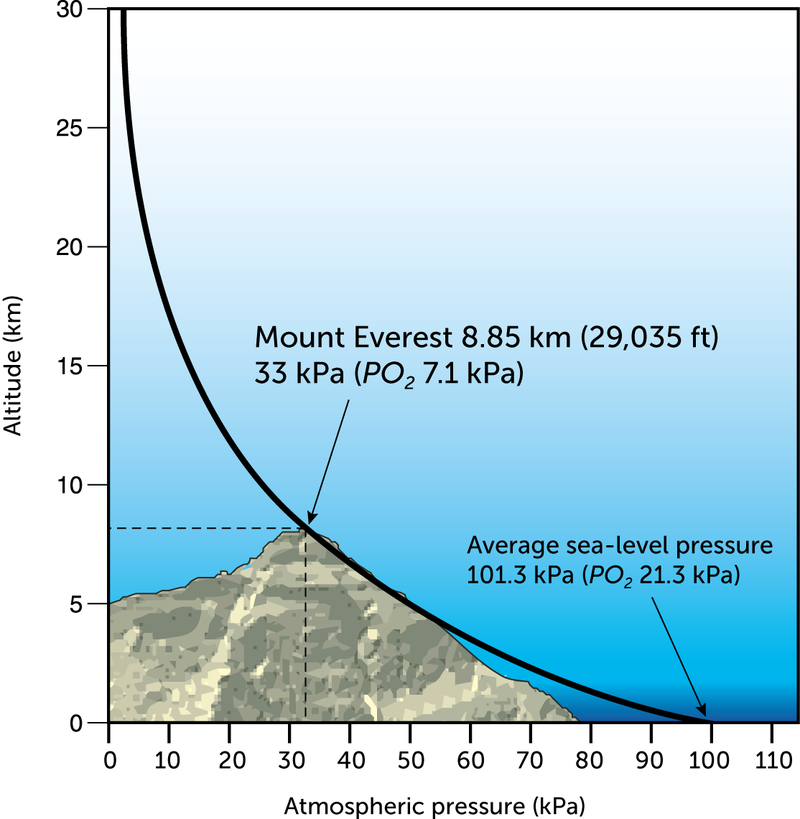 30
25
20
15
10
5
0
Altitude (km)
Mount Everest 8.85 km (29,035 ft)
33 kPa (PO₂ 7.1 kPa)
Average sea-level pressure
101.3 kPa (PO₂ 21.3 kPa)
0 10 20 30 40 50 60 70 80 90 100 110
Atmospheric pressure (kPa)